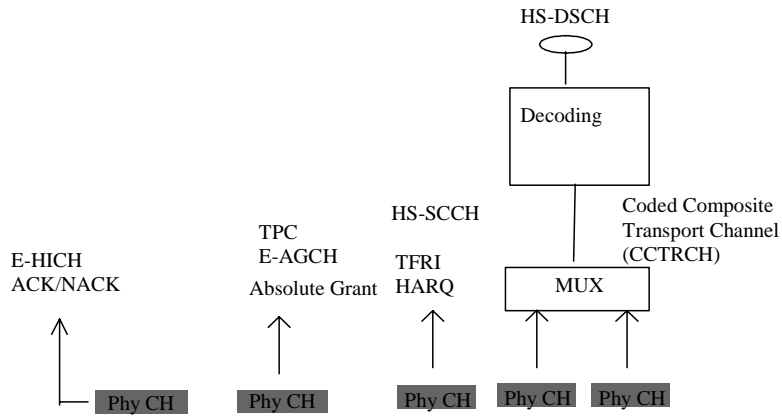 HS-DSCH
Decoding
Coded Composite
Transport Channel
(CCTRCH)
HS-SCCH
TPC
E-AGCH
Absolute Grant
E-HICH
ACK/NACK
TFRI
HARQ
MUX
Phy CH
Phy CH
Phy CH
Phy CH
Phy CH